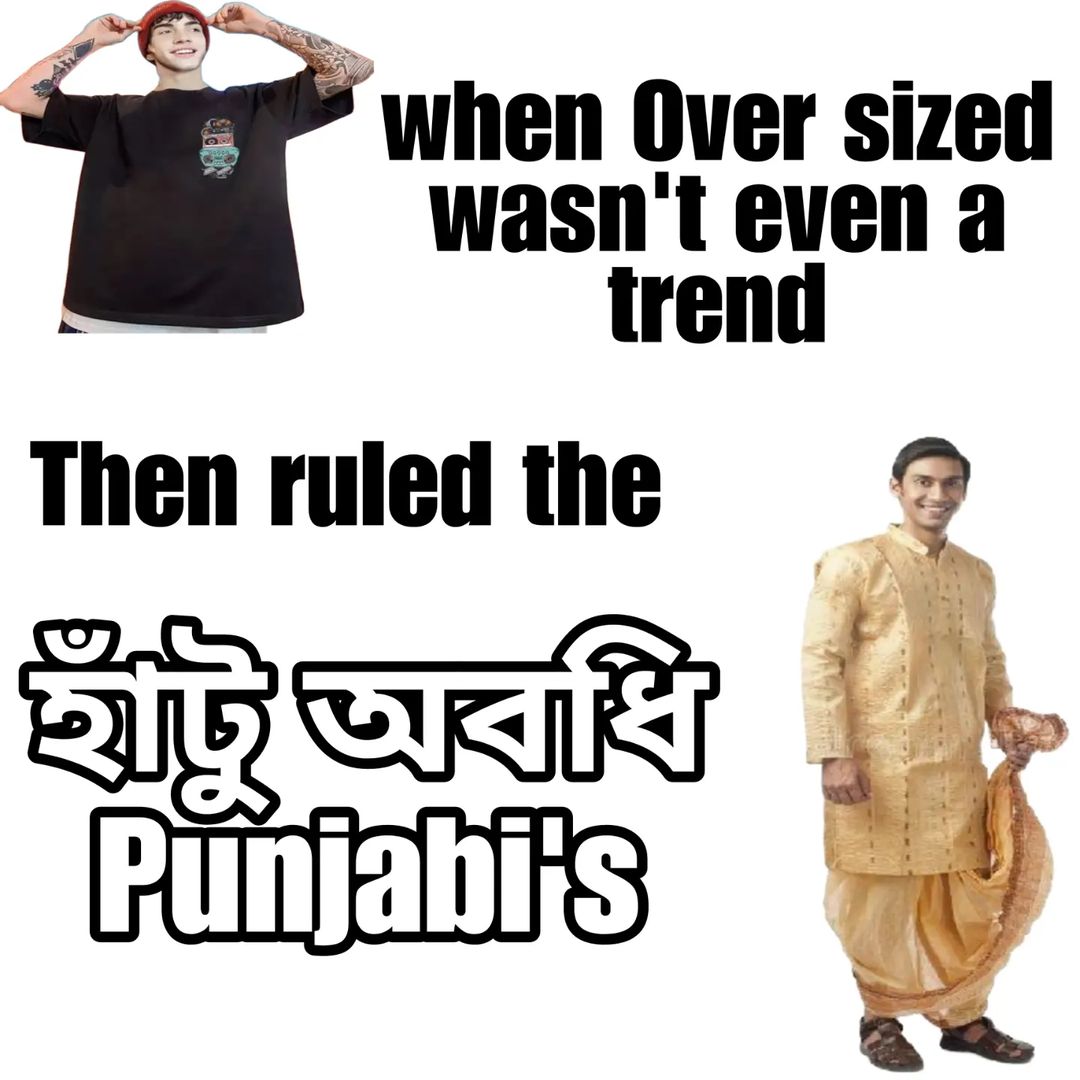 when Over sized
wasn't even a
trend
Then ruled the
হাঁটু অবধি
Punjabi's